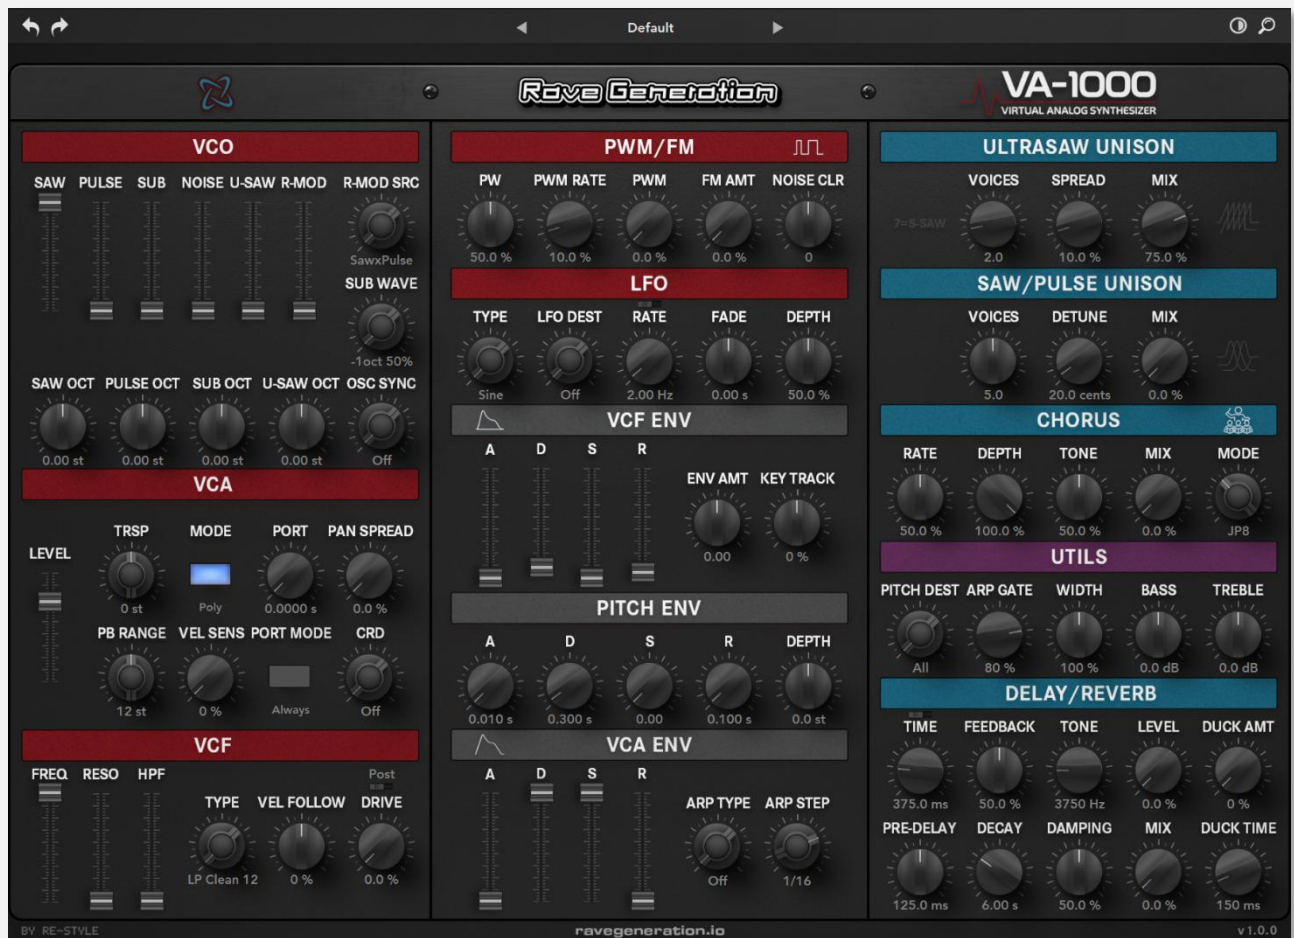 Default
Rave Generation
VA-1000
VIRTUAL ANALOG SYNTHESIZER
VCO
SAW PULSE SUB NOISE U-SAW R-MOD R-MOD SRC
SawxPulse
SUB WAVE
-1oct 50%
SAW OCT PULSE OCT SUB OCT U-SAW OCT OSC SYNC
0.00 st 0.00 st 0.00 st 0.00 st Off
VCA
LEVEL
TRSP MODE PORT PAN SPREAD
0 st Poly 0.0000 s 0.0 %
PB RANGE VEL SENS PORT MODE CRD
12 st 0 % Always Off
VCF
FREQ RESO HPF
Post
TYPE VEL FOLLOW DRIVE
LP Clean 12 0 % 0.0 %
PWM/FM
PW PWM RATE PWM FM AMT NOISE CLR
50.0 % 10.0 % 0.0 % 0.0 % 0
LFO
TYPE LFO DEST RATE FADE DEPTH
Sine Off 2.00 Hz 0.00 s 50.0 %
VCF ENV
A D S R
ENV AMT KEY TRACK
0.00 0 %
PITCH ENV
A D S R DEPTH
0.010 s 0.300 s 0.00 0.100 s 0.0 st
VCA ENV
A D S R
ARP TYPE ARP STEP
Off 1/16
ULTRASAW UNISON
VOICES SPREAD MIX
7=S-SAW
2.0 10.0 % 75.0 %
SAW/PULSE UNISON
VOICES DETUNE MIX
5.0 20.0 cents 0.0 %
CHORUS
RATE DEPTH TONE MIX MODE
50.0 % 100.0 % 50.0 % 0.0 % JP8
UTILS
PITCH DEST ARP GATE WIDTH BASS TREBLE
All 80 % 100 % 0.0 dB 0.0 dB
DELAY/REVERB
TIME FEEDBACK TONE LEVEL DUCK AMT
375.0 ms 50.0 % 3750 Hz 0.0 % 0 %
PRE-DELAY DECAY DAMPING MIX DUCK TIME
125.0 ms 6.00 s 50.0 % 0.0 % 150 ms
BY RE-STYLE
ravegeneration.io
v 1.0.0